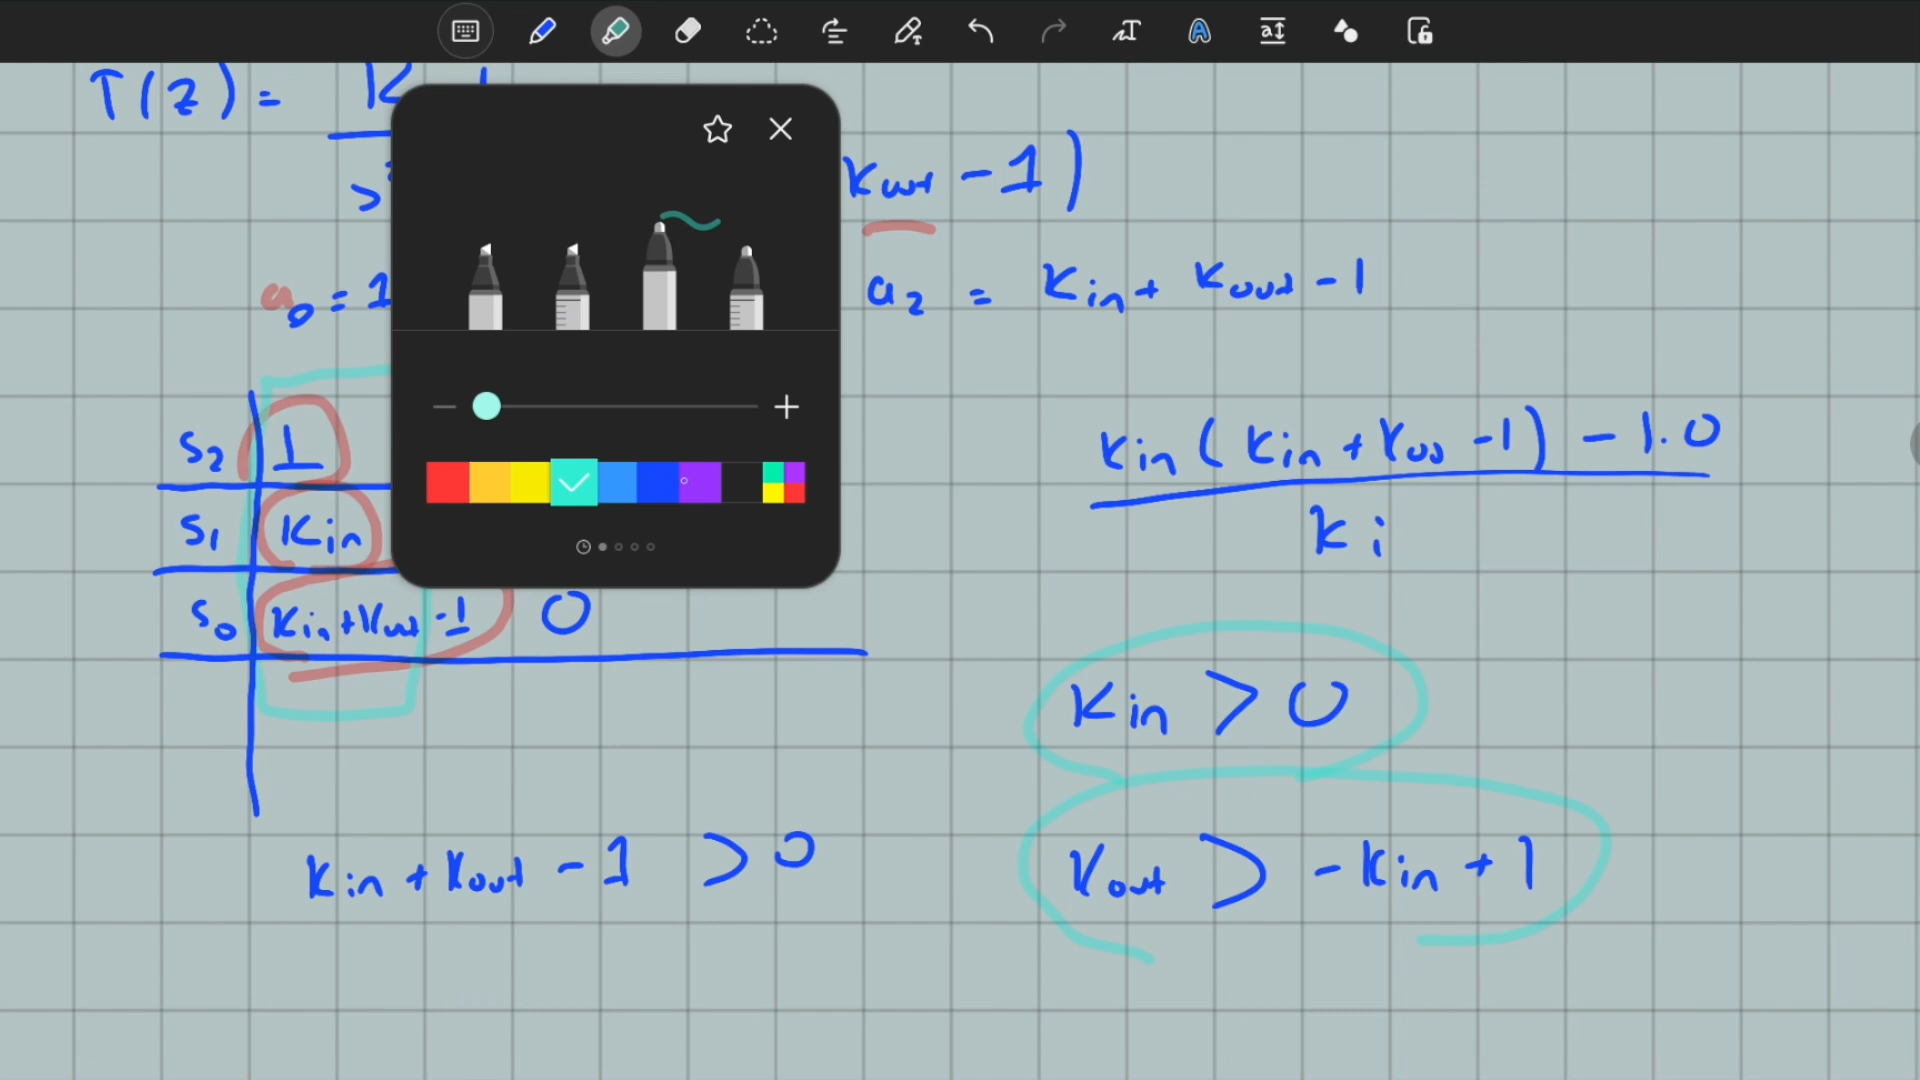 T(z) = K
Kout - 1)
a0 = 1
a2 = Kin + Kout - 1
s2 1
Kin ( Kin + Koo - 1 ) - 1.0
s1 Kin
Ki
s0 Kin+Kout -1 0
Kin > 0
Kin + Kout - 1 > 0
Kout > - Kin + 1